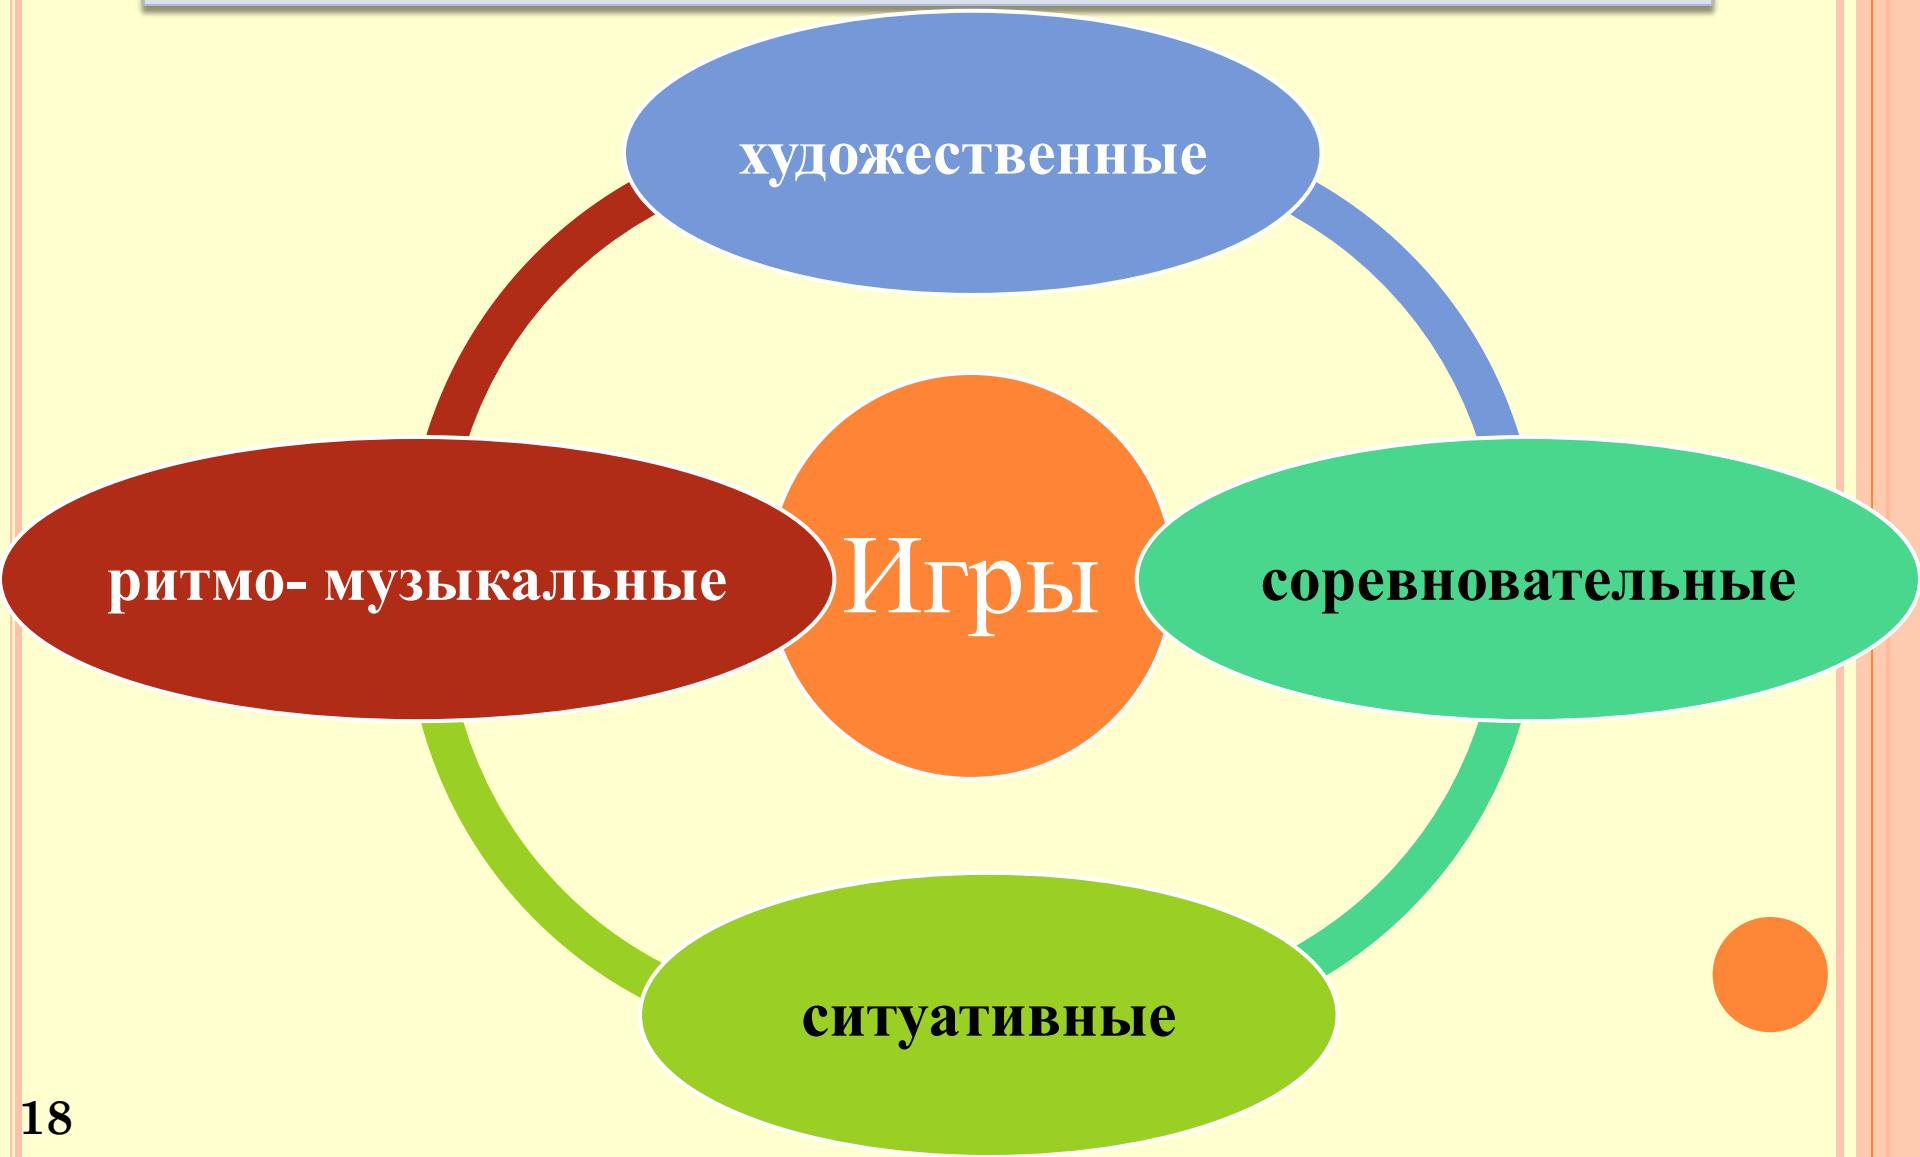 художественные
ритмо- музыкальные
Игры
соревновательные
ситуативные
18